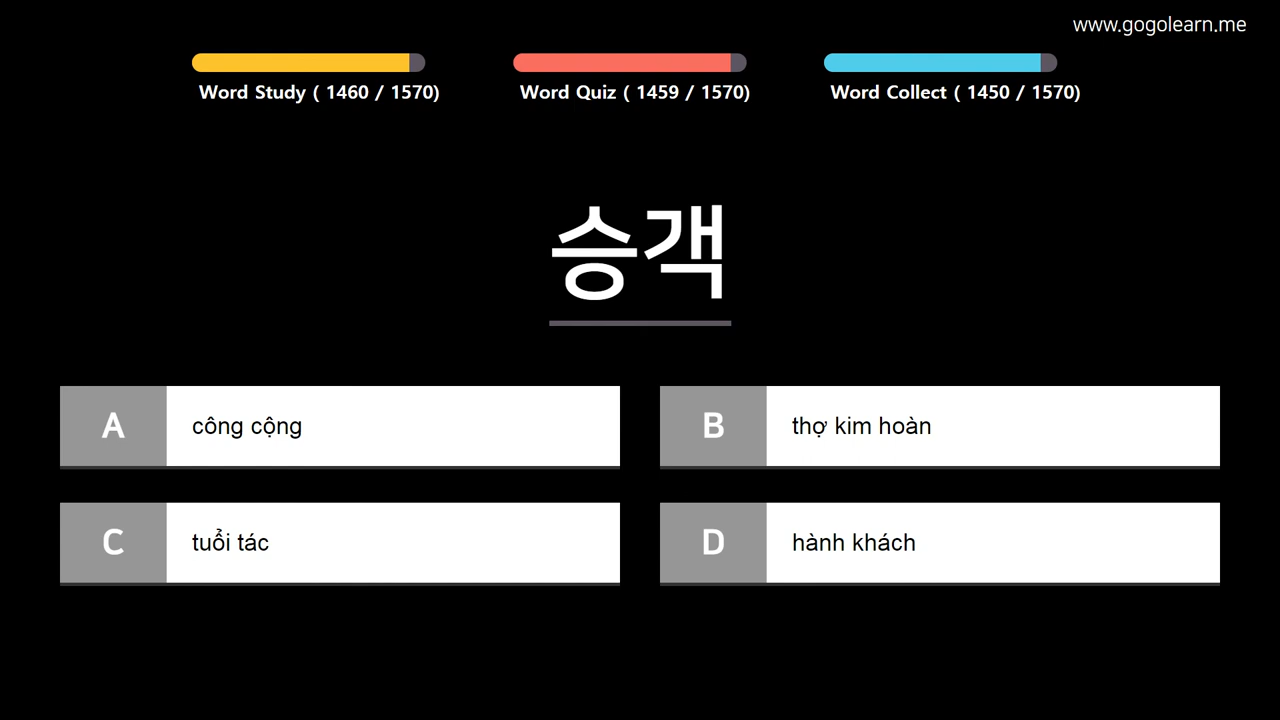 www.gogolearn.me
Word Study ( 1460 / 1570)
Word Quiz ( 1459 / 1570)
Word Collect ( 1450 / 1570)
승객
A công cộng
B thợ kim hoàn
C tuổi tác
D hành khách